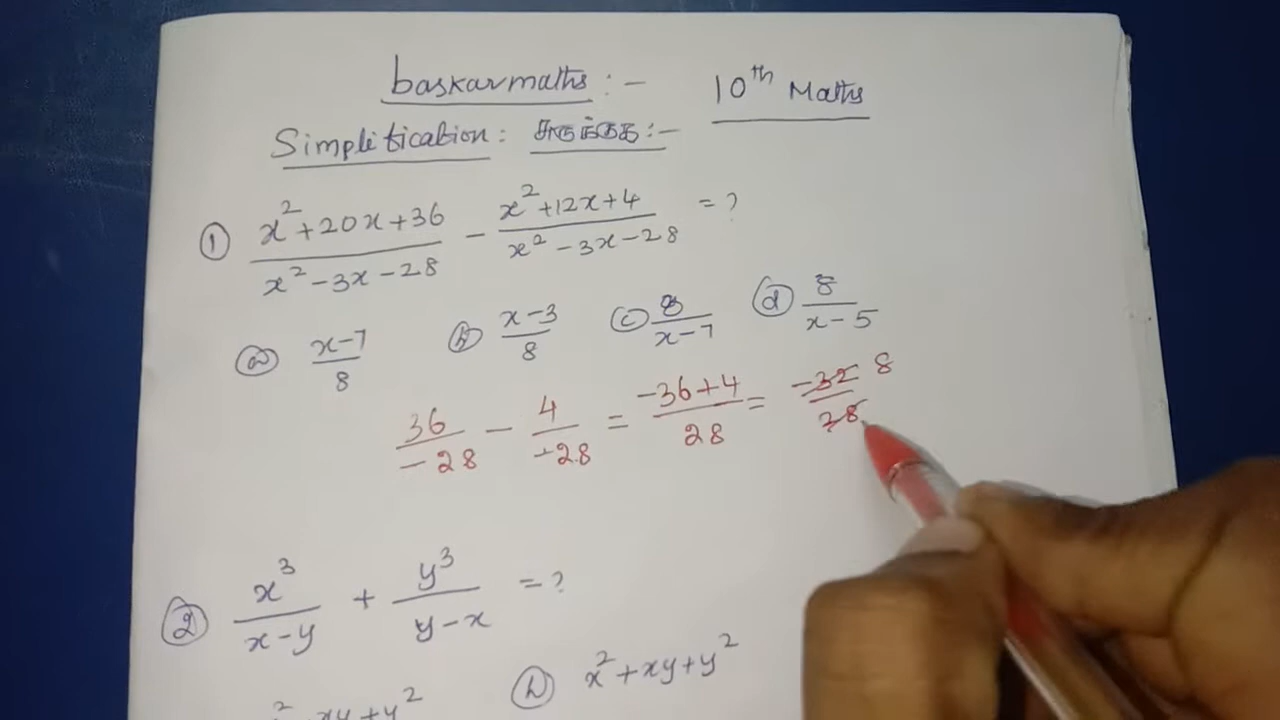 baskarmaths :- 10th Maths
Simplification : சுருக்குக :-
① (x²+20x+36)/(x²-3x-28) - (x²+12x+4)/(x²-3x-28) = ?
ⓐ (x-7)/8 ⓑ (x-3)/8 ⓒ 8/(x-7) ⓓ 8/(x-5)
36/-28 - 4/-28 = (-36+4)/28 = -32/28 8
② x³/(x-y) + y³/(y-x) = ?
ⓑ x²+xy+y²
xy+y²